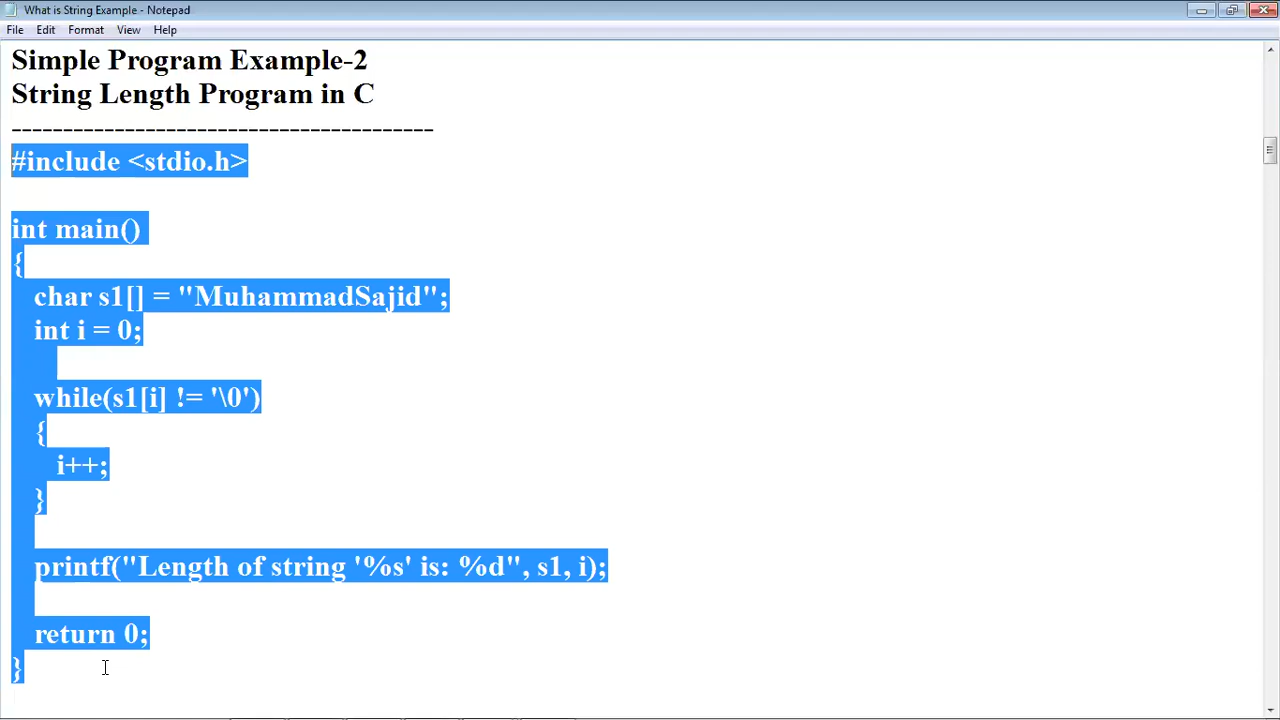 What is String Example - Notepad
File Edit Format View Help
Simple Program Example-2
String Length Program in C
-----------------------------------------
#include <stdio.h>
int main()
{
char s1[] = "MuhammadSajid";
int i = 0;
while(s1[i] != '\0')
{
i++;
}
printf("Length of string '%s' is: %d", s1, i);
return 0;
}